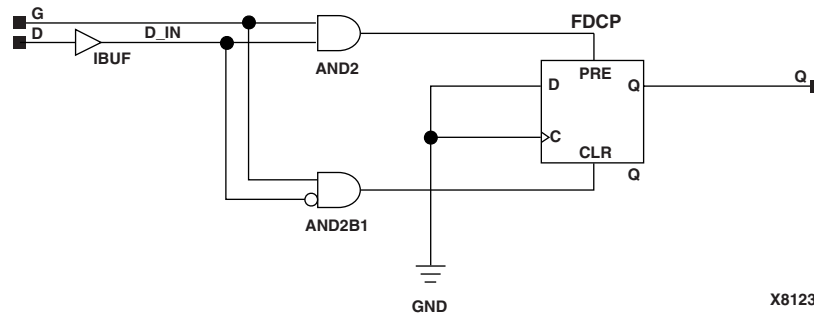 G
D
IBUF
D_IN
AND2
FDCP
PRE
D
Q
C
CLR
Q
Q
AND2B1
GND
X8123